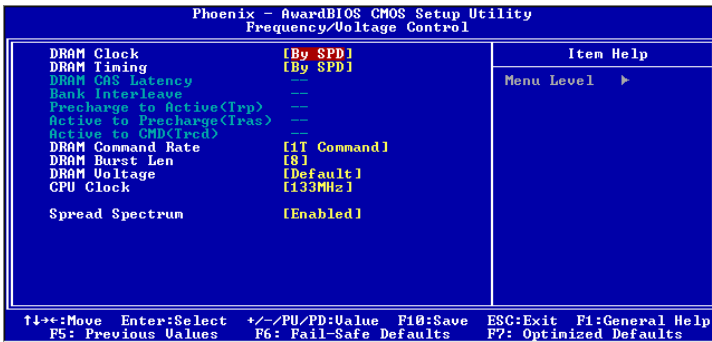 Phoenix - AwardBIOS CMOS Setup Utility
Frequency/Voltage Control
DRAM Clock [By SPD]
DRAM Timing [By SPD]
DRAM CAS Latency --
Bank Interleave --
Precharge to Active(Trp) --
Active to Precharge(Tras) --
Active to CMD(Trcd) --
DRAM Command Rate [1T Command]
DRAM Burst Len [8]
DRAM Voltage [Default]
CPU Clock [133MHz]
Spread Spectrum [Enabled]
Item Help
Menu Level ▶
↑↓→←:Move Enter:Select +/-/PU/PD:Value F10:Save ESC:Exit F1:General Help
F5: Previous Values F6: Fail-Safe Defaults F7: Optimized Defaults